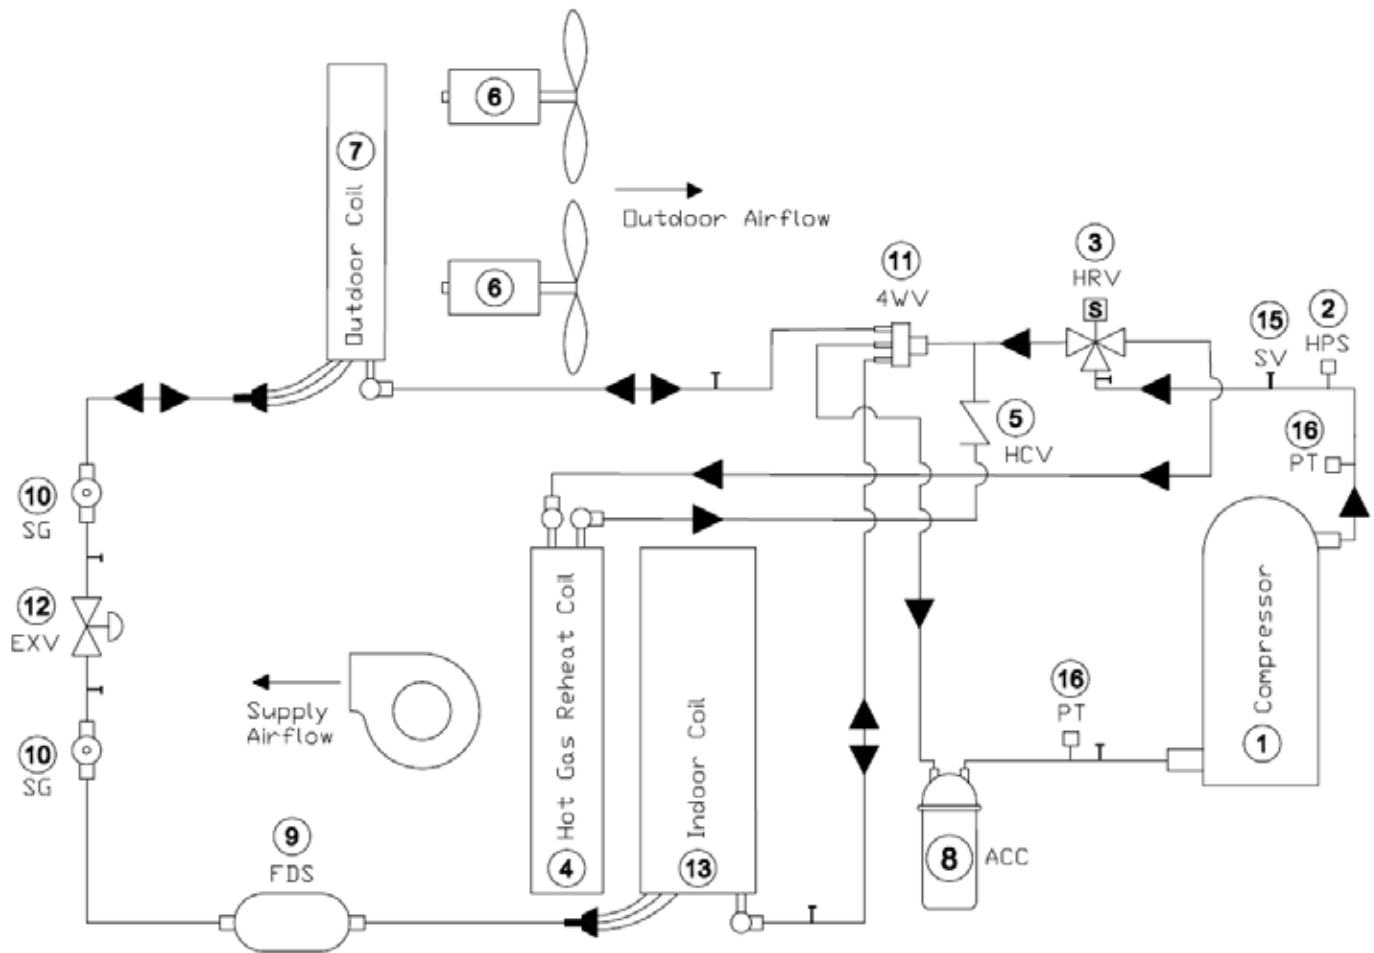 6
7
Outdoor Coil
Outdoor Airflow
6
11
4WV
3
HRV
S
15
SV
2
HPS
16
PT
5
HCV
10
SG
12
EXV
10
SG
Supply
Airflow
9
FDS
Hot Gas Reheat Coil
4
Indoor Coil
13
16
PT
8
ACC
Compressor
1